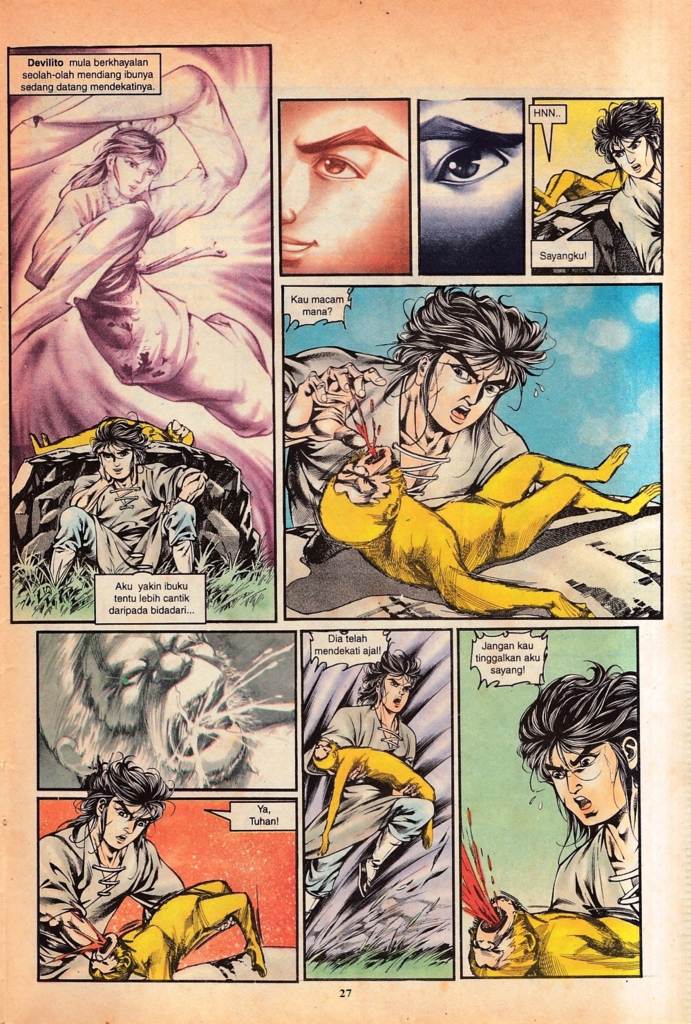 Devilito mula berkhayalan
seolah-olah mendiang ibunya
sedang datang mendekatinya.
HNN..
Sayangku!
Kau macam
mana?
Aku yakin ibuku
tentu lebih cantik
daripada bidadari...
Ya,
Tuhan!
Dia telah
mendekati ajal!
Jangan kau
tinggalkan aku
sayang!
27